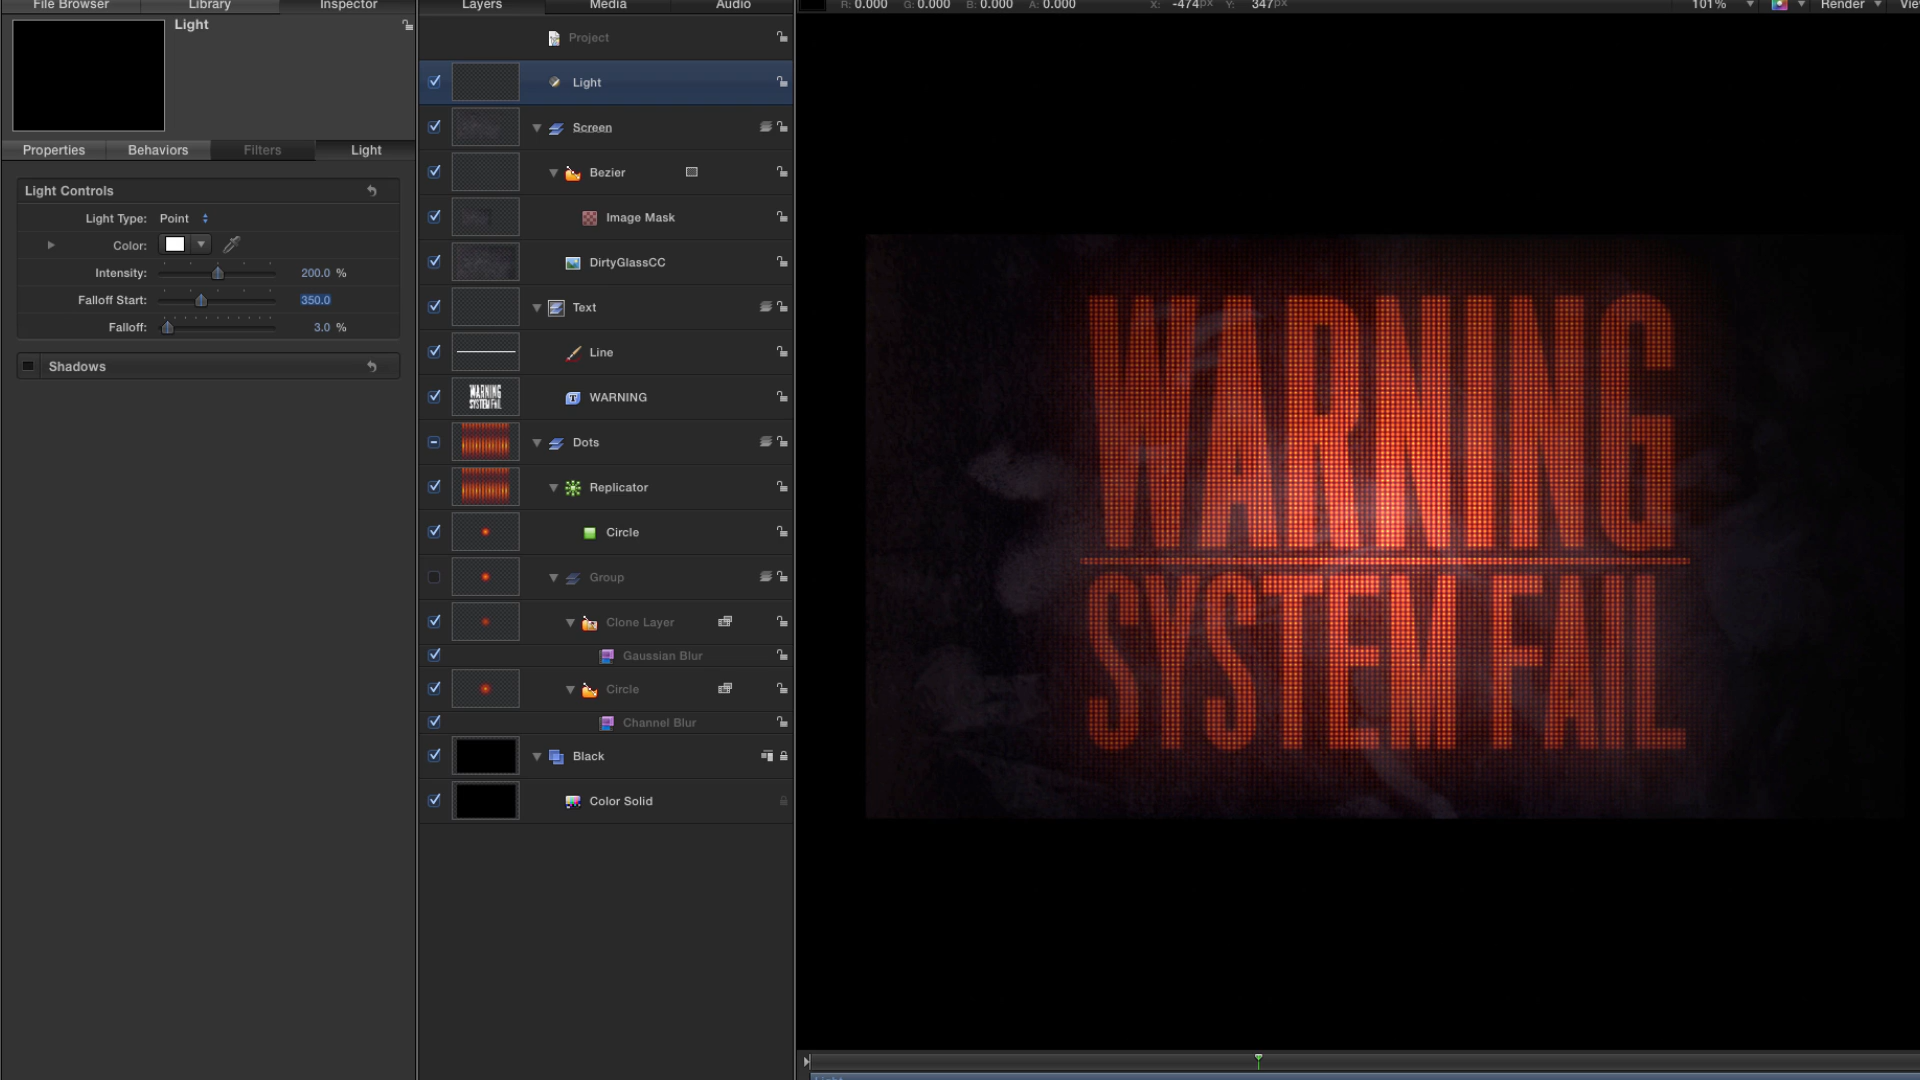 File Browser Library Inspector Layers Media Audio R: 0.000 G: 0.000 B: 0.000 A: 0.000 X: -474px Y: 347px 101% Render
Light
Project
Light
Screen
Properties Behaviors Filters Light
Bezier
Light Controls
Light Type: Point
Image Mask
Color:
DirtyGlassCC
Intensity: 200.0 %
Falloff Start: 350.0
Text
Falloff: 3.0 %
Line
Shadows
WARNING
SYSTEM FAIL
WARNING
Dots
Replicator
Circle
Group
Clone Layer
Gaussian Blur
Circle
Channel Blur
Black
Color Solid
WARNING
SYSTEM FAIL